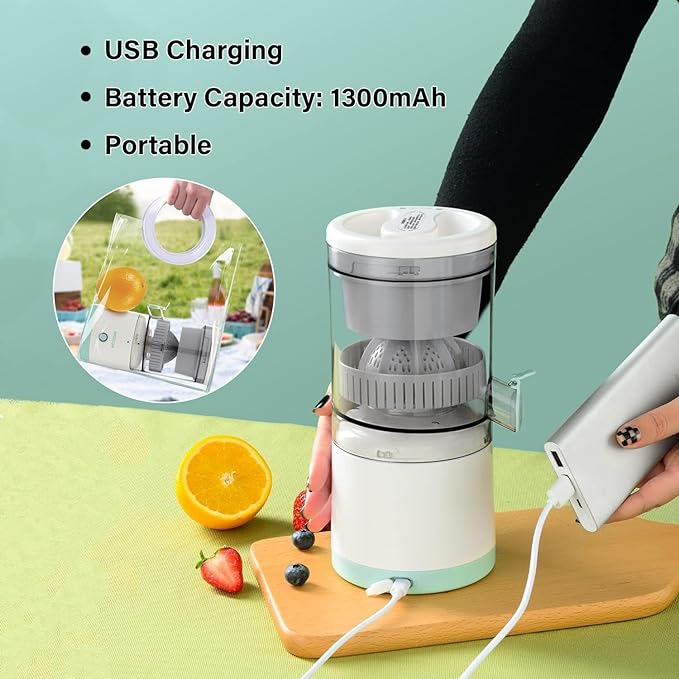 • USB Charging
• Battery Capacity: 1300mAh
• Portable